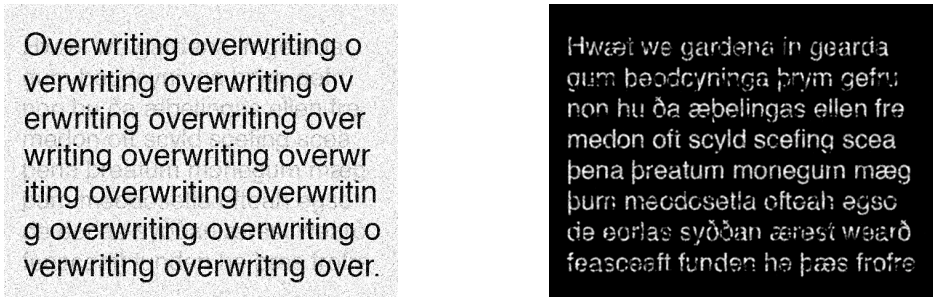 Overwriting overwriting o
verwriting overwriting ov
erwriting overwriting over
writing overwriting overwr
iting overwriting overwritin
g overwriting overwriting o
verwriting overwritng over.
Hwæt we gardena in gearda
gum þeodcyninga þrym gefru
non hu ða æþelingas ellen fre
medon oft scyld scefing scea
þena þreatum monegum mæg
þum meodosetla ofteah egso
de eorlas syððan ærest wearð
feasceaft funden he þæs frofre